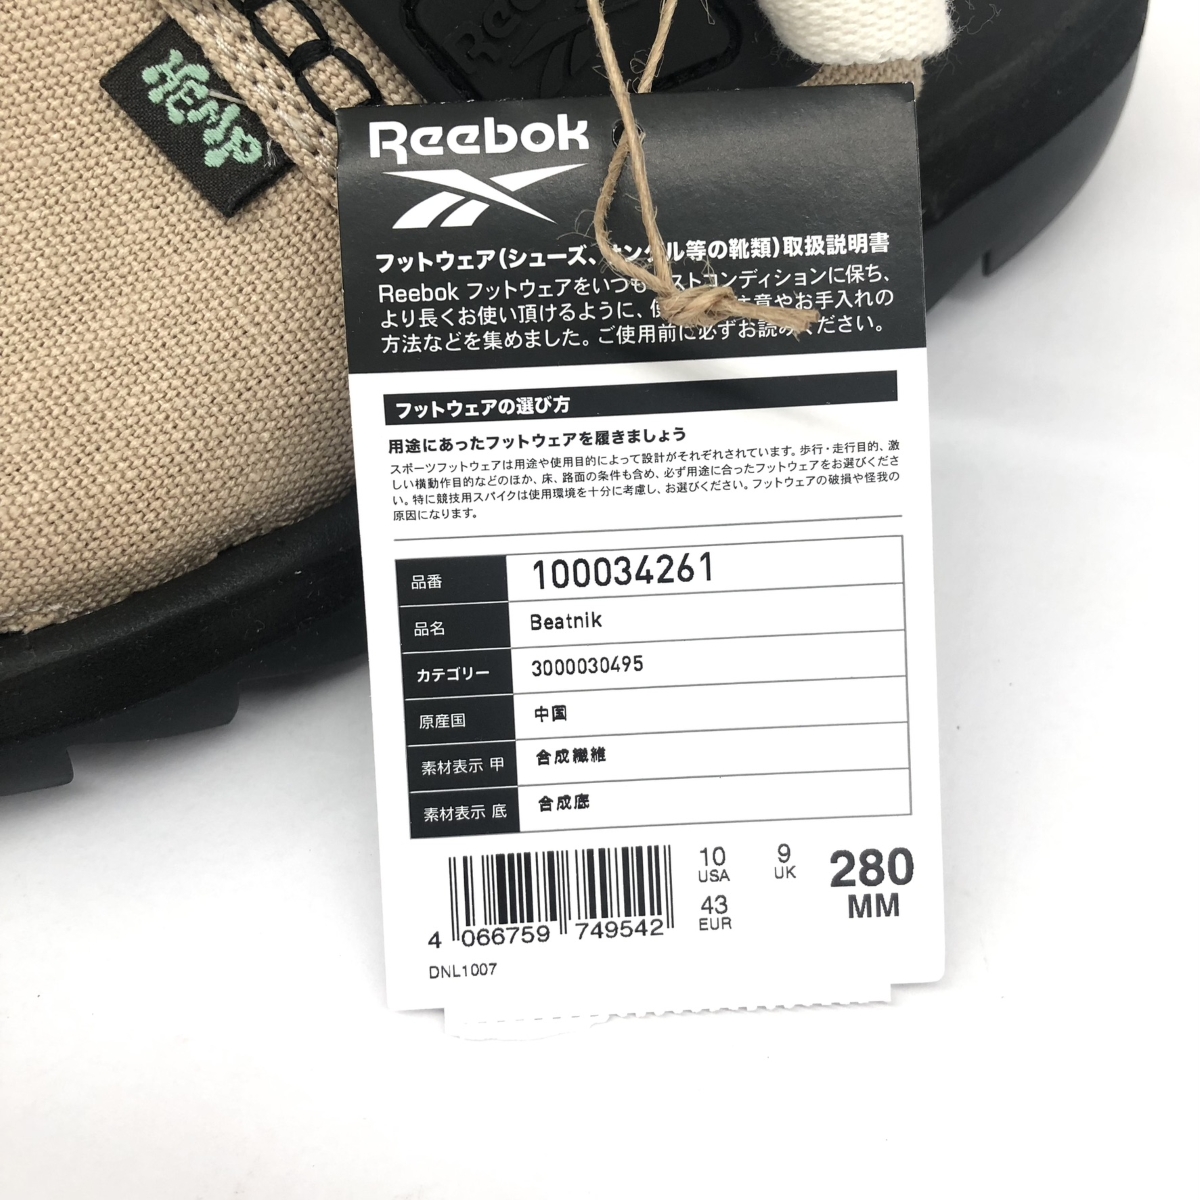 Hemp
Ree
Reebok
フットウェア(シューズ、サンダル等の靴類)取扱説明書
Reebok フットウェアをいつも ストコンディションに保ち、
より長くお使い頂けるように、使 意やお手入れの
方法などを集めました。ご使用前に必ずお読みください。
フットウェアの選び方
用途にあったフットウェアを履きましょう
スポーツフットウェアは用途や使用目的によって設計がそれぞれされています。歩行・走行目的、激
しい横動作目的などのほか、床、路面の条件も含め、必ず用途に合ったフットウェアをお選びくださ
い。特に競技用スパイクは使用環境を十分に考慮し、お選びください。フットウェアの破損や怪我の
原因になります。
品番 100034261
品名 Beatnik
カテゴリー 3000030495
原産国 中国
素材表示 甲 合成繊維
素材表示 底 合成底
10 9 280
USA UK MM
43
EUR
4 066759 749542
DNL1007